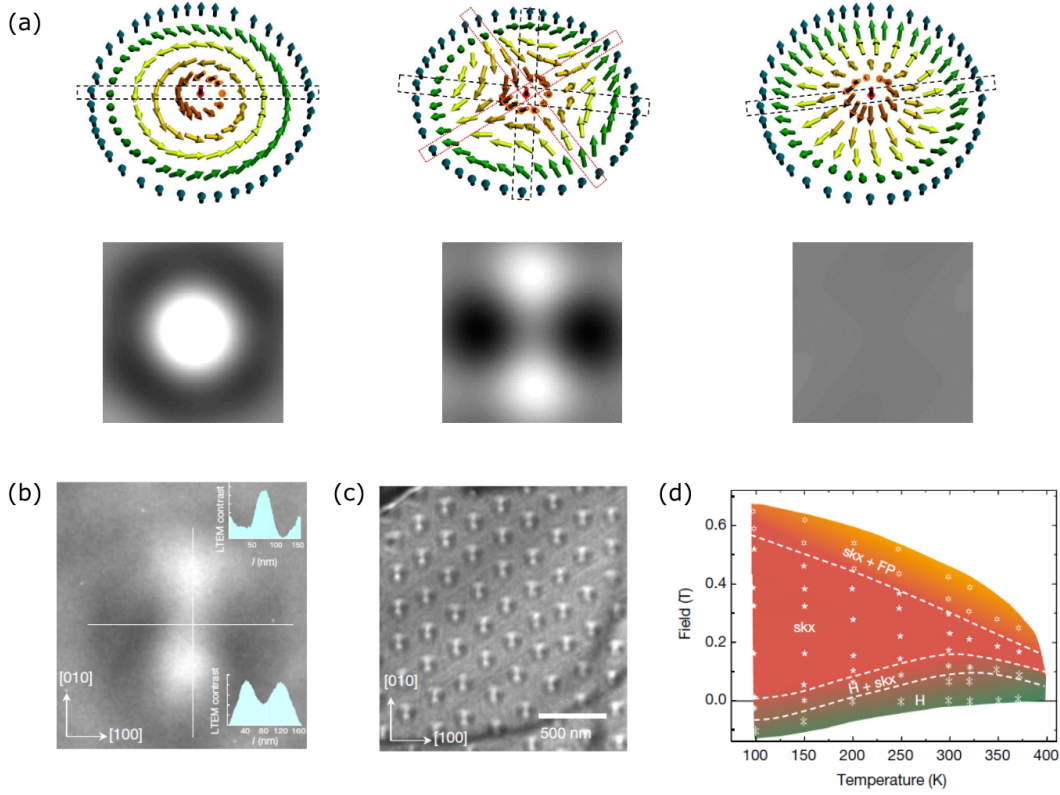 (a)
(b)
LTEM contrast
50
100
150
l (nm)
[010]
[100]
LTEM contrast
40
80
120
160
l (nm)
(c)
[010]
[100]
500 nm
(d)
Field (T)
0.6
0.4
0.2
0.0
skx + FP
skx
H + skx
H
100 150 200 250 300 350 400
Temperature (K)